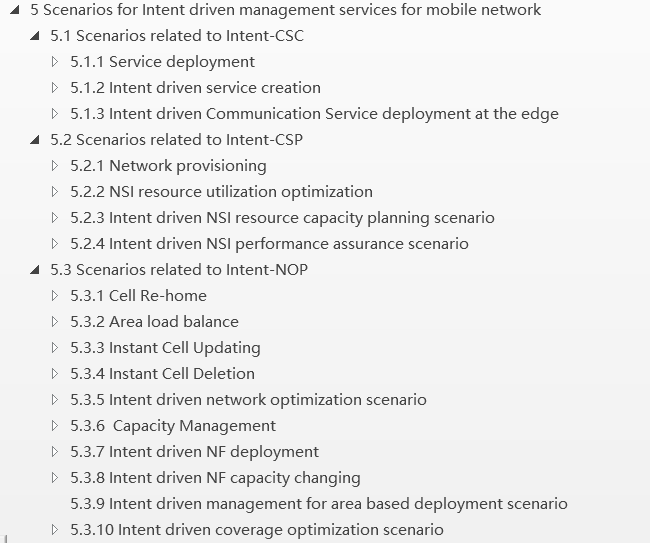 5 Scenarios for Intent driven management services for mobile network
5.1 Scenarios related to Intent-CSC
5.1.1 Service deployment
5.1.2 Intent driven service creation
5.1.3 Intent driven Communication Service deployment at the edge
5.2 Scenarios related to Intent-CSP
5.2.1 Network provisioning
5.2.2 NSI resource utilization optimization
5.2.3 Intent driven NSI resource capacity planning scenario
5.2.4 Intent driven NSI performance assurance scenario
5.3 Scenarios related to Intent-NOP
5.3.1 Cell Re-home
5.3.2 Area load balance
5.3.3 Instant Cell Updating
5.3.4 Instant Cell Deletion
5.3.5 Intent driven network optimization scenario
5.3.6  Capacity Management
5.3.7 Intent driven NF deployment
5.3.8 Intent driven NF capacity changing
5.3.9 Intent driven management for area based deployment scenario
5.3.10 Intent driven coverage optimization scenario